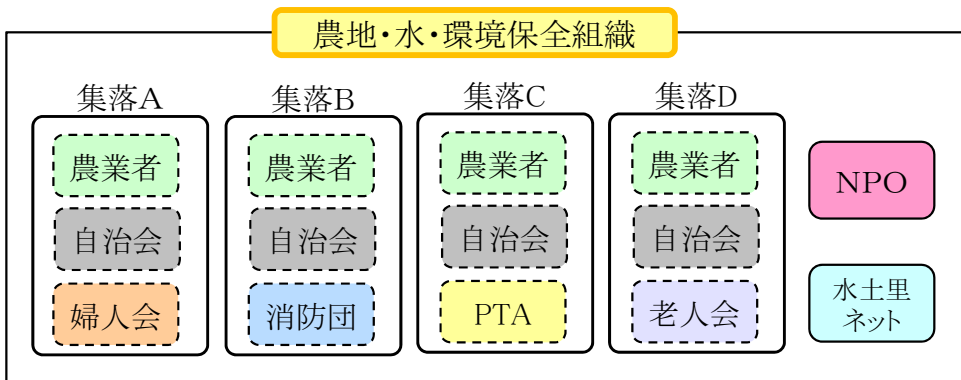 農地・水・環境保全組織
集落A
農業者
自治会
婦人会
集落B
農業者
自治会
消防団
集落C
農業者
自治会
PTA
集落D
農業者
自治会
老人会
NPO
水土里
ネット